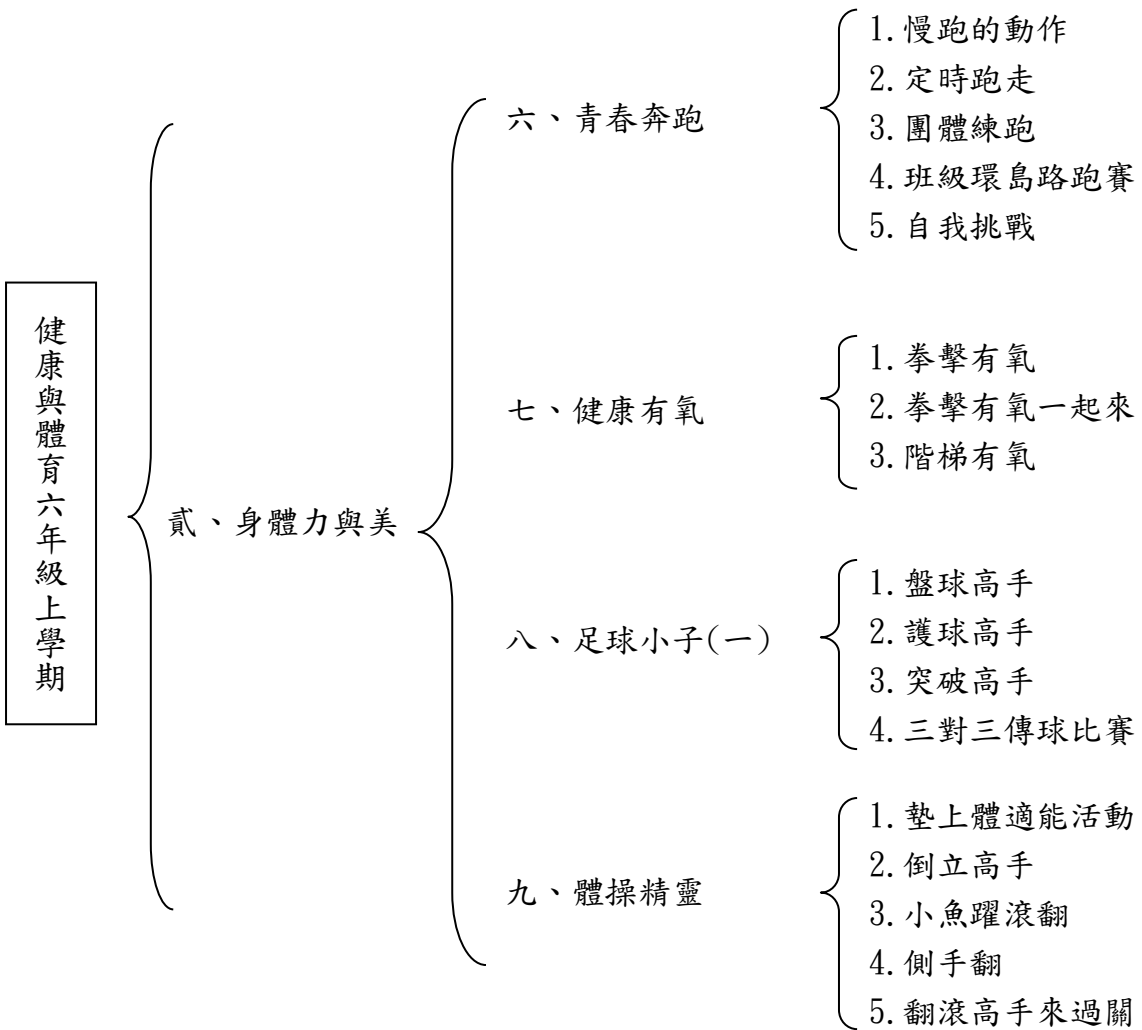 健康與體育六年級上學期
貳、身體力與美
六、青春奔跑
1.慢跑的動作
2.定時跑走
3.團體練跑
4.班級環島路跑賽
5.自我挑戰
七、健康有氧
1.拳擊有氧
2.拳擊有氧一起來
3.階梯有氧
八、足球小子(一)
1.盤球高手
2.護球高手
3.突破高手
4.三對三傳球比賽
九、體操精靈
1.墊上體適能活動
2.倒立高手
3.小魚躍滾翻
4.側手翻
5.翻滾高手來過關